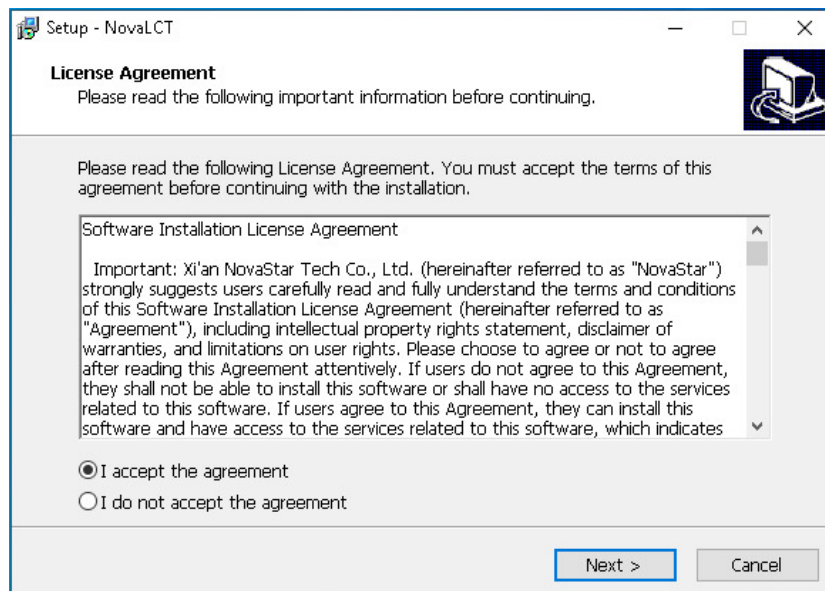 Setup - NovaLCT
License Agreement
Please read the following important information before continuing.
Please read the following License Agreement. You must accept the terms of this
agreement before continuing with the installation.
Software Installation License Agreement
Important: Xi'an NovaStar Tech Co., Ltd. (hereinafter referred to as "NovaStar")
strongly suggests users carefully read and fully understand the terms and conditions
of this Software Installation License Agreement (hereinafter referred to as
"Agreement"), including intellectual property rights statement, disclaimer of
warranties, and limitations on user rights. Please choose to agree or not to agree
after reading this Agreement attentively. If users do not agree to this Agreement,
they shall not be able to install this software or shall have no access to the services
related to this software. If users agree to this Agreement, they can install this
software and have access to the services related to this software, which indicates
I accept the agreement
I do not accept the agreement
Next >
Cancel